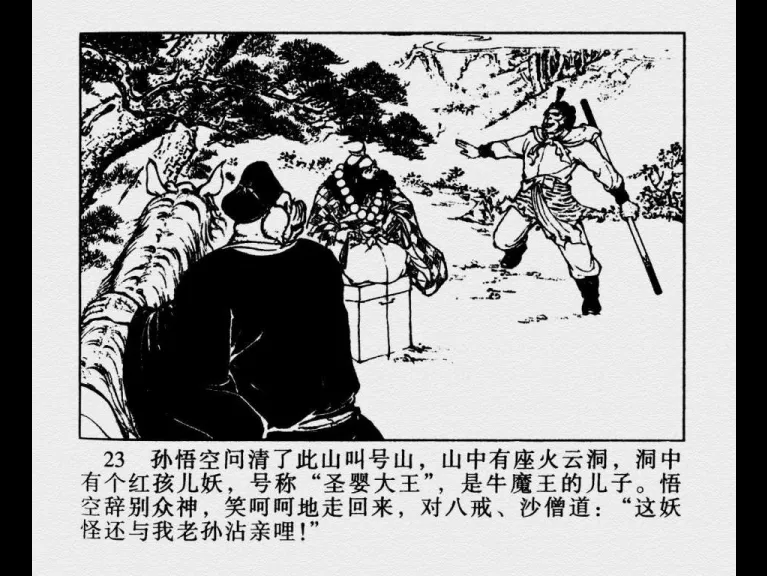 23 孙悟空问清了此山叫号山，山中有座火云洞，洞中
有个红孩儿妖，号称“圣婴大王”，是牛魔王的儿子。悟
空辞别众神，笑呵呵地走回来，对八戒、沙僧道：“这妖
怪还与我老孙沾亲哩！”